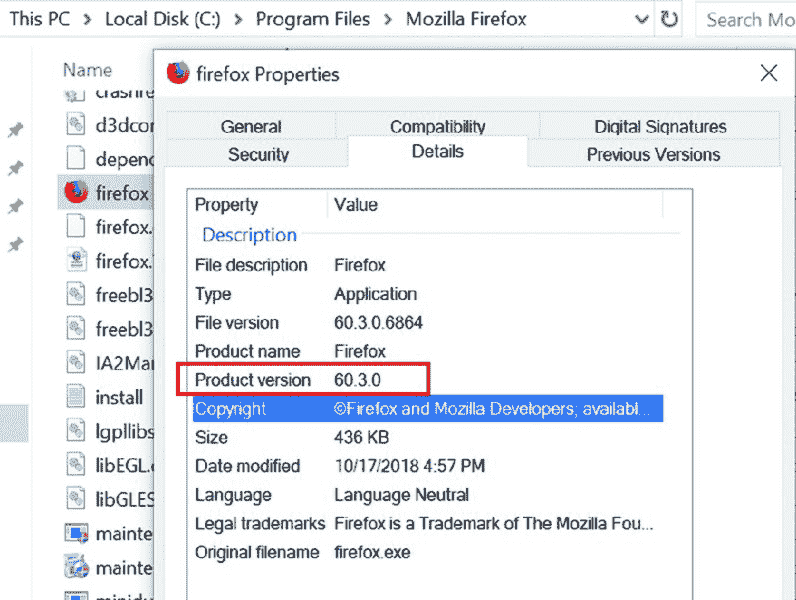 This PC > Local Disk (C:) > Program Files > Mozilla Firefox
Search Mo
Name
firefox Properties
d3dcor
General Compatibility Digital Signatures
depend
Security Details Previous Versions
firefox
Property Value
firefox.
Description
firefox.
File description Firefox
freebl3
Type Application
freebl3
File version 60.3.0.6864
IA2Mar
Product name Firefox
install
Product version 60.3.0
lgpllibs
Copyright ©Firefox and Mozilla Developers; availabl...
libEGL.
Size 436 KB
libGLES
Date modified 10/17/2018 4:57 PM
mainte
Language Language Neutral
mainte
Legal trademarks Firefox is a Trademark of The Mozilla Fou...
Original filename firefox.exe